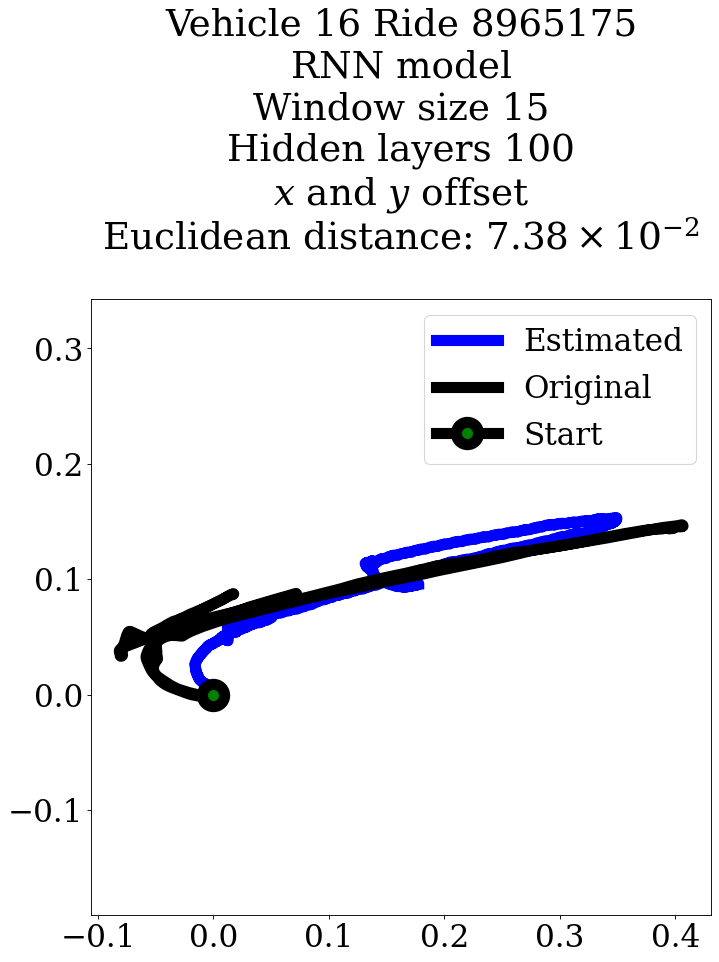 Vehicle 16 Ride 8965175
RNN model
Window size 15
Hidden layers 100
x and y offset
Euclidean distance: 7.38 × 10⁻²
Estimated
Original
Start
0.3
0.2
0.1
0.0
−0.1
−0.1 0.0 0.1 0.2 0.3 0.4